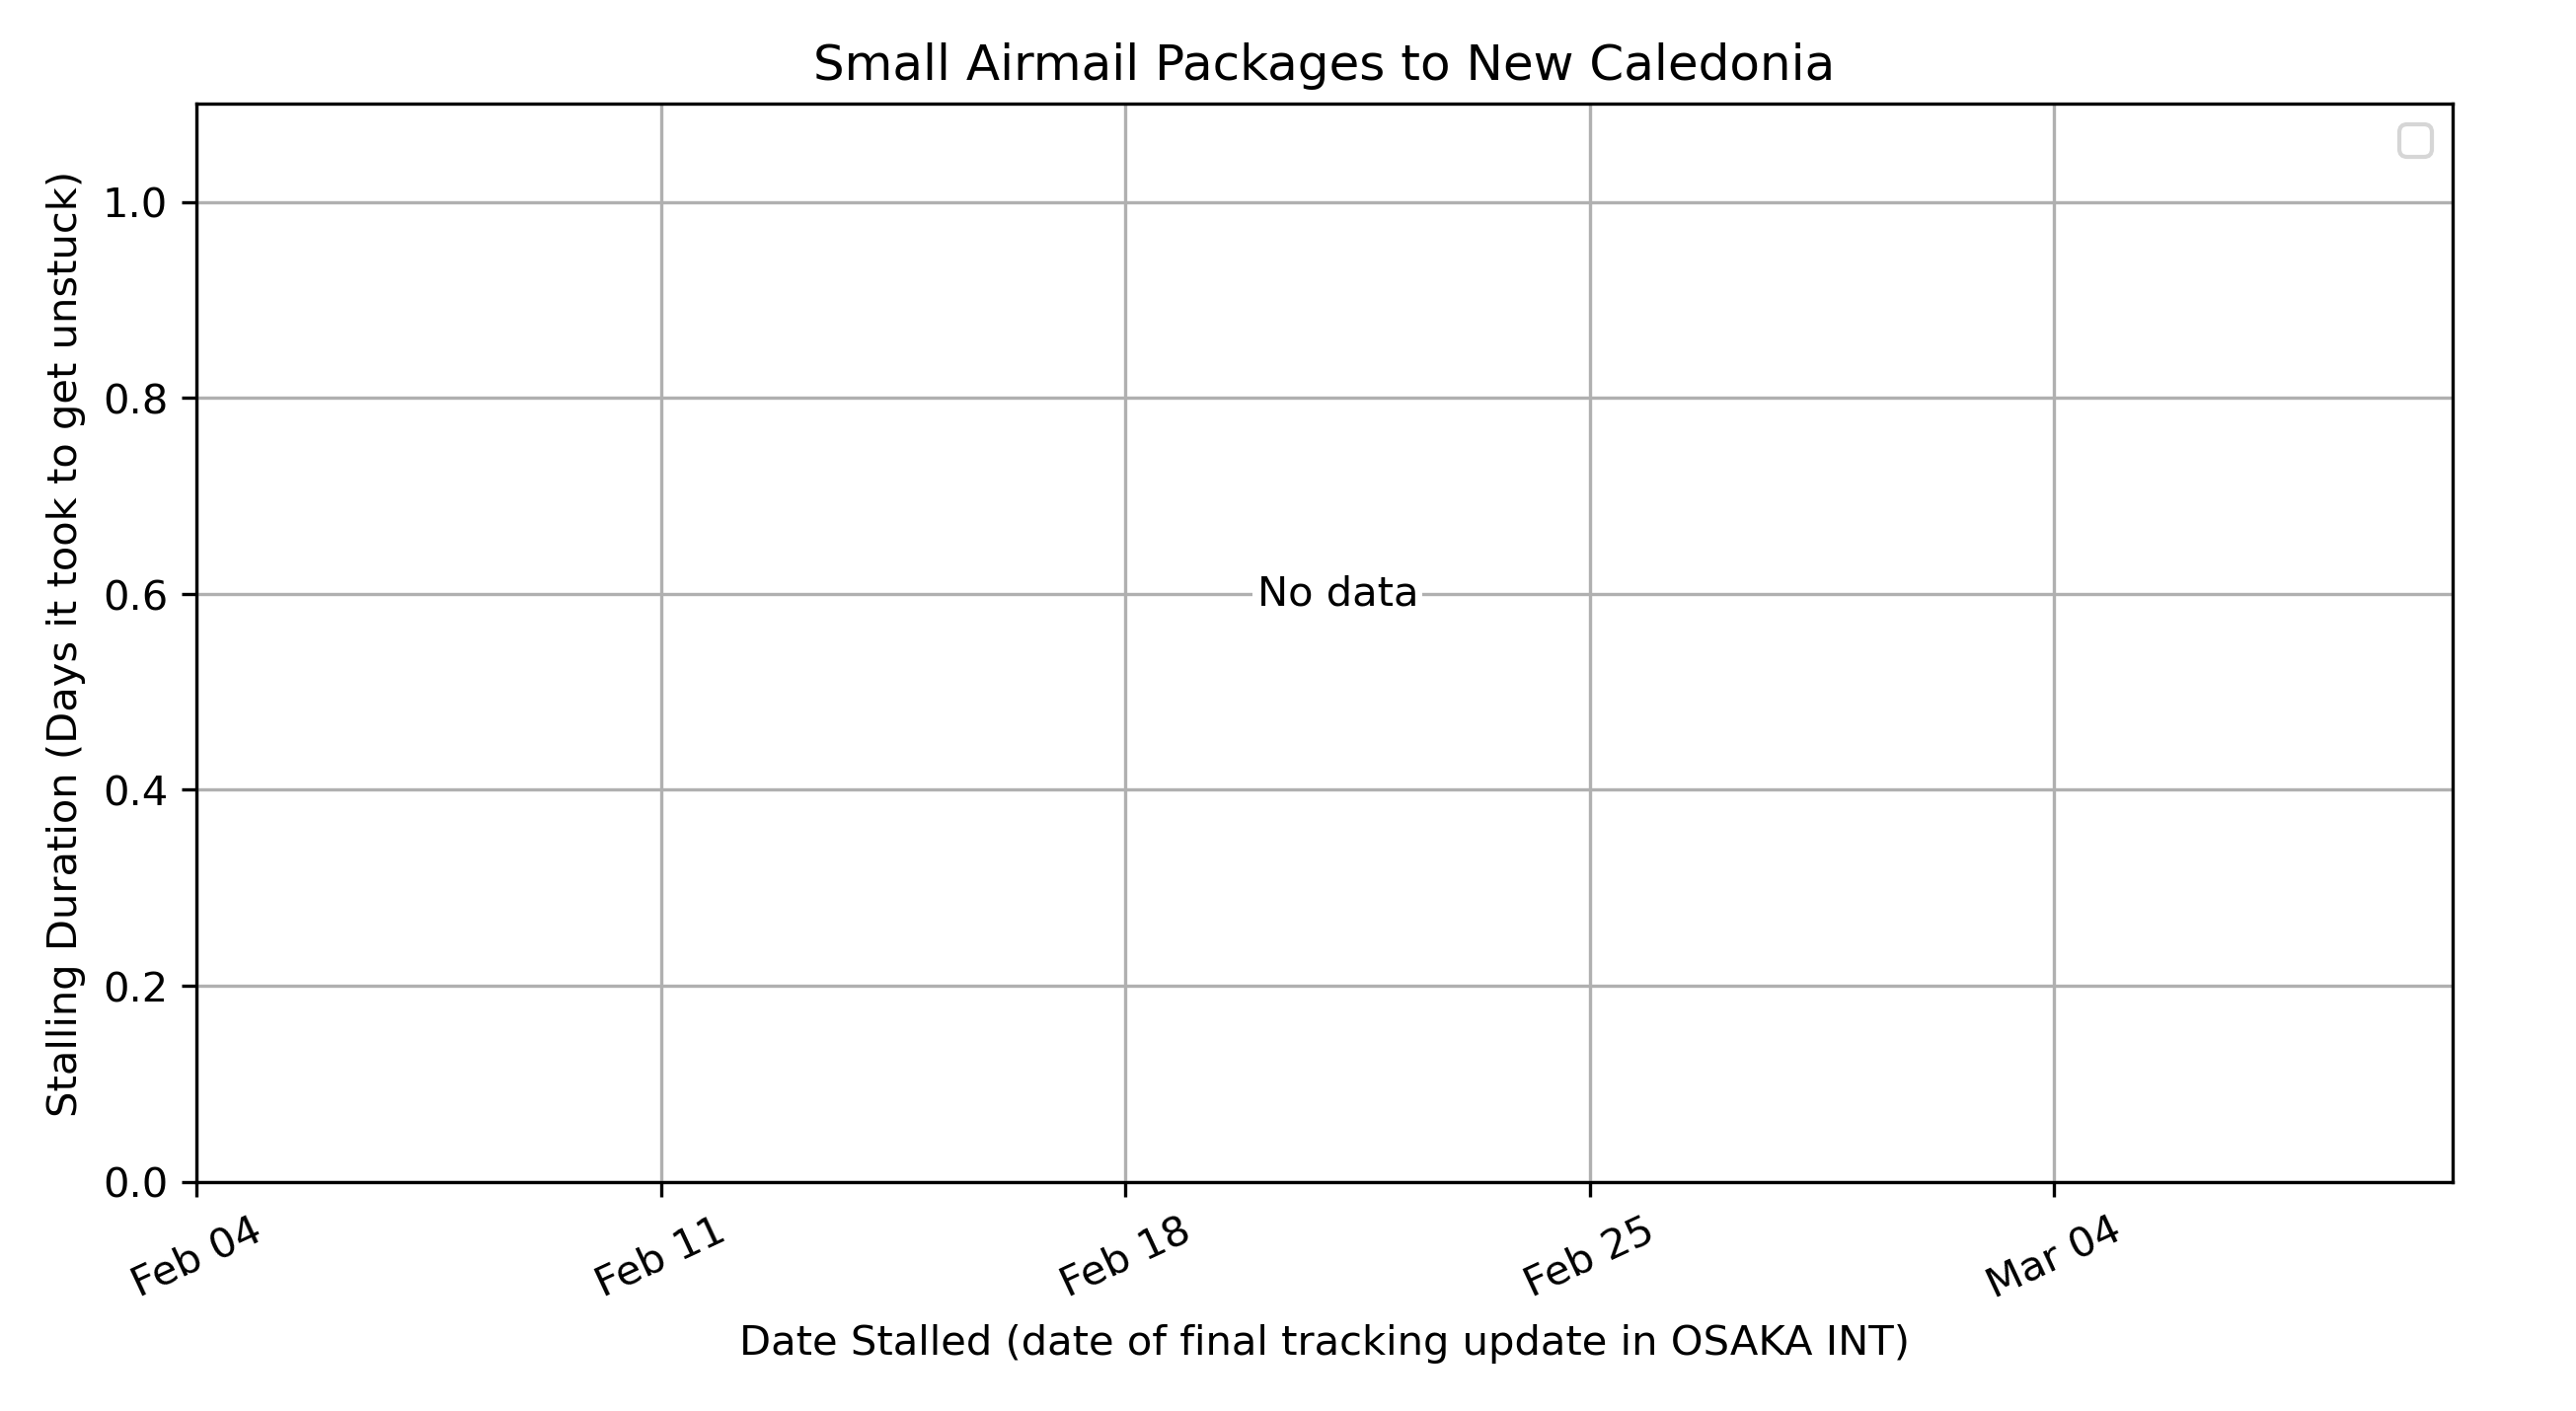 Small Airmail Packages to New Caledonia
Stalling Duration (Days it took to get unstuck)
1.0
0.8
0.6
0.4
0.2
0.0
No data
Feb 04
Feb 11
Feb 18
Feb 25
Mar 04
Date Stalled (date of final tracking update in OSAKA INT)